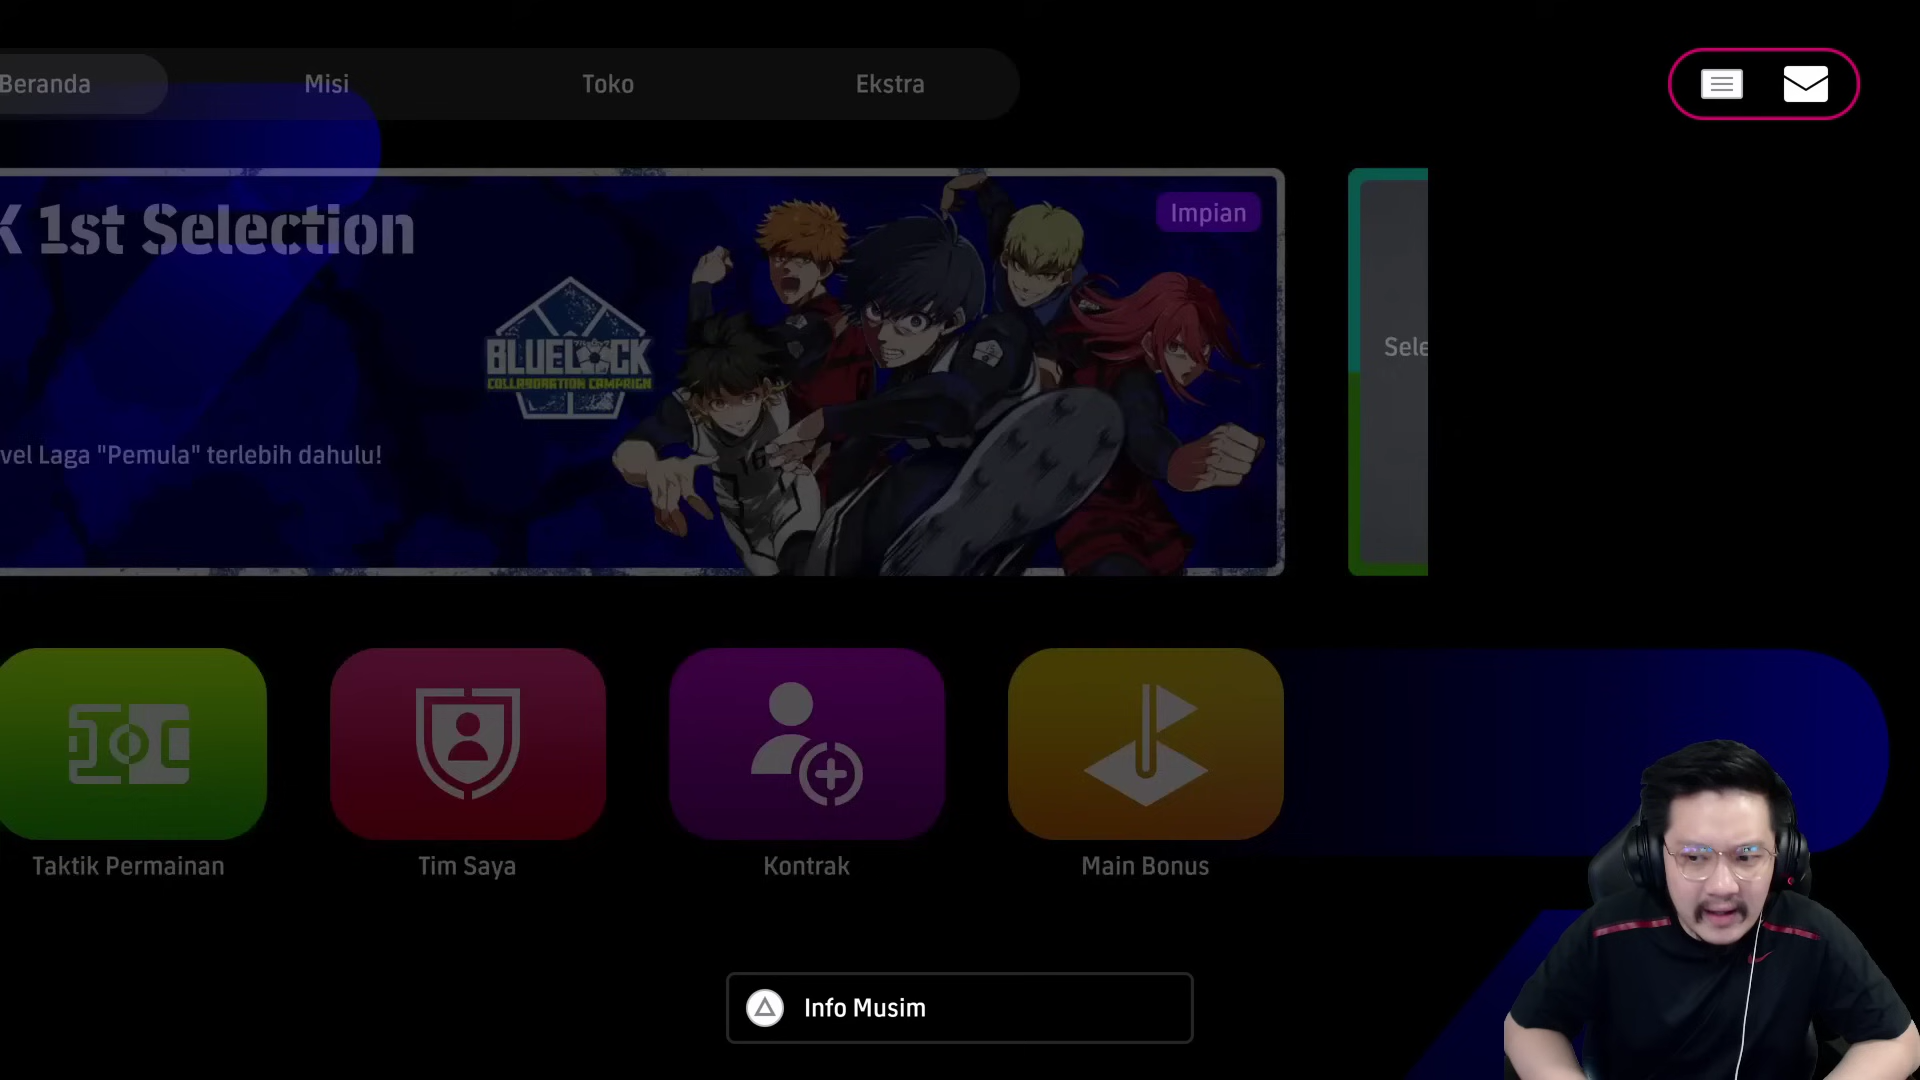 Beranda
Misi
Toko
Ekstra
K 1st Selection
Impian
BLUELOCK
COLLABORATION CAMPAIGN
16
Sele
vel Laga "Pemula" terlebih dahulu!
Taktik Permainan
Tim Saya
Kontrak
Main Bonus
Info Musim